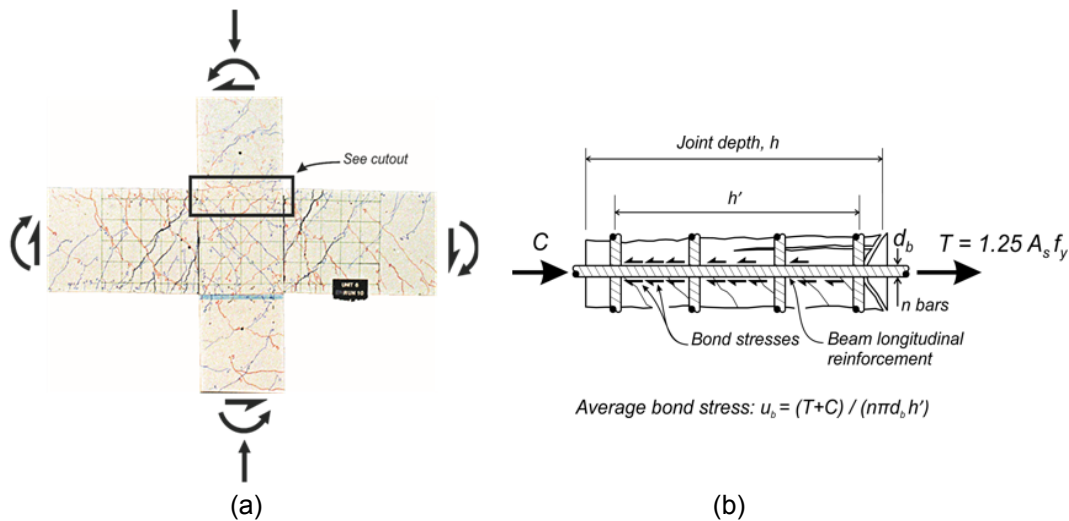 See cutout
UNIT 6
RUN 10
(a)
Joint depth, h
h′
C
d_b
T = 1.25 A_s f_y
n bars
Bond stresses
Beam longitudinal
reinforcement
Average bond stress: u_b = (T+C) / (nπd_b h′)
(b)